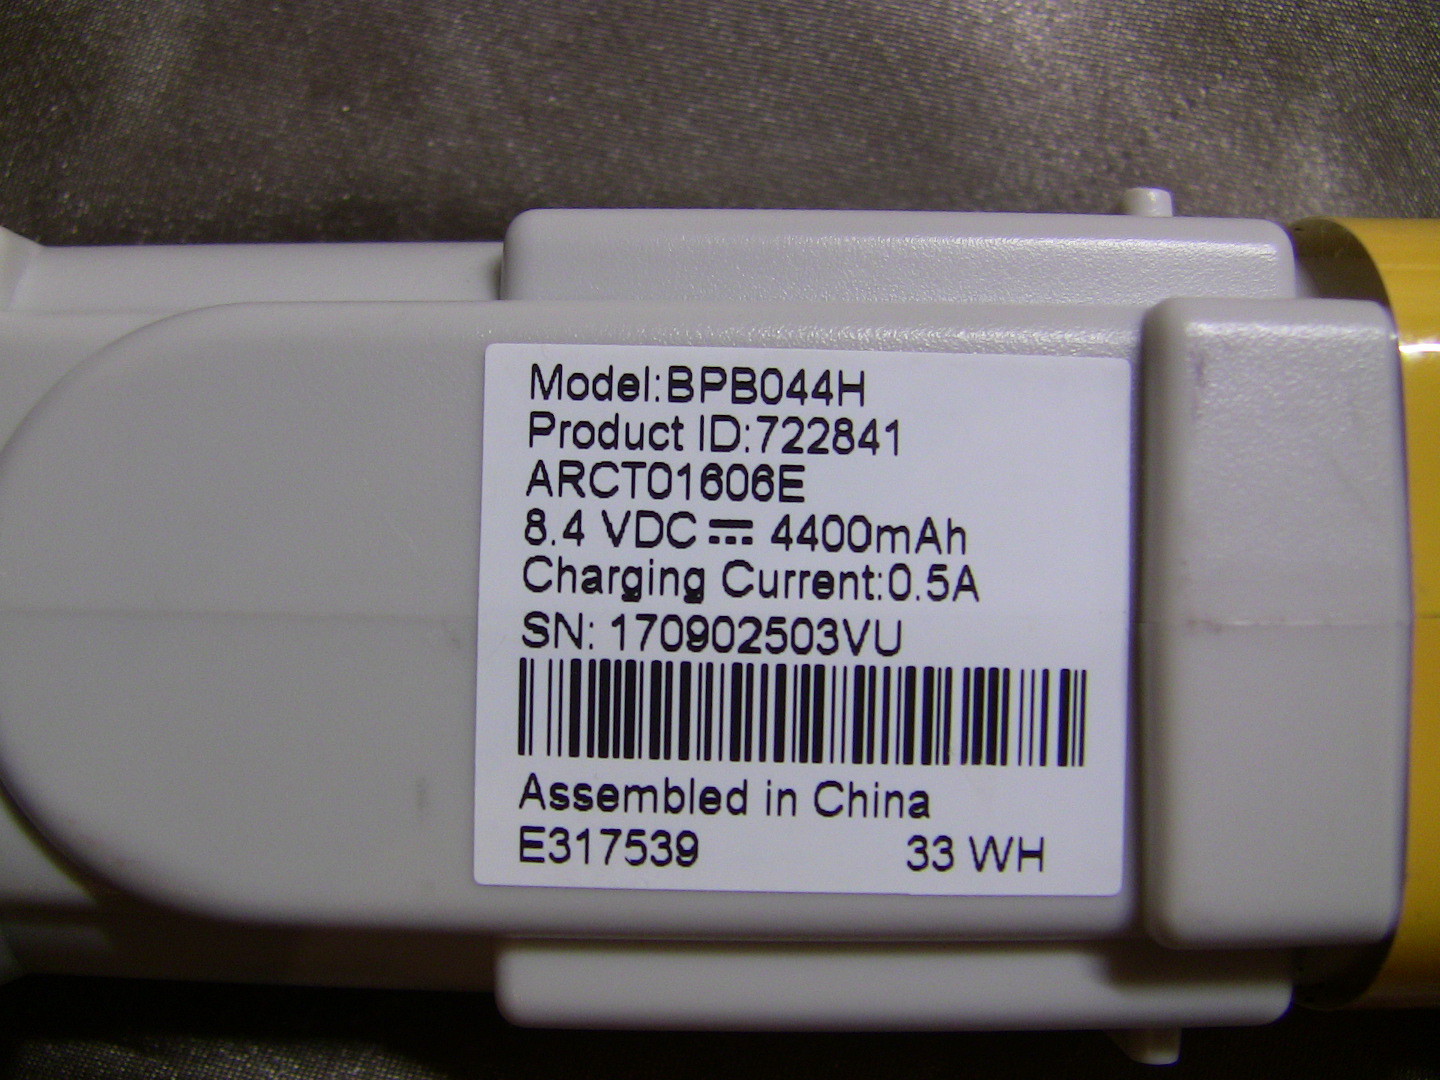 Model:BPB044H
Product ID:722841
ARCT01606E
8.4 VDC⎓ 4400mAh
Charging Current:0.5A
SN: 170902503VU
Assembled in China
E317539 33 WH